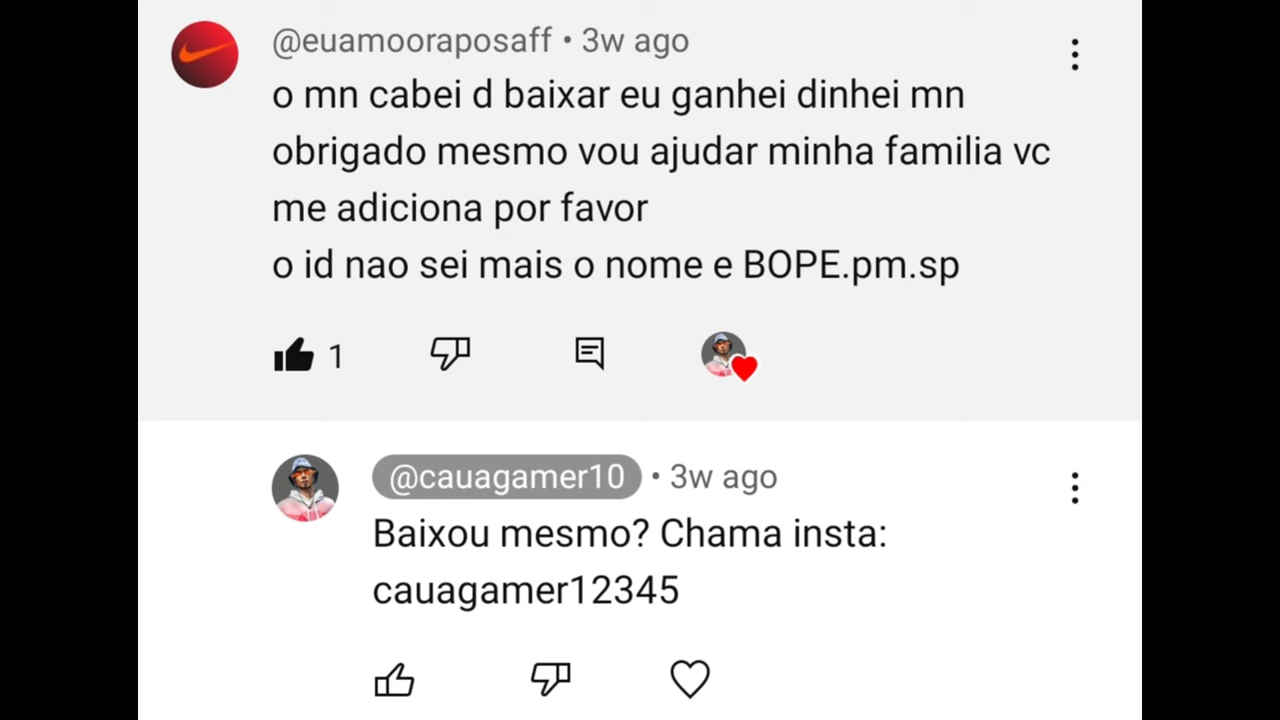 @euamooraposaff • 3w ago
o mn cabei d baixar eu ganhei dinhei mn
obrigado mesmo vou ajudar minha familia vc
me adiciona por favor
o id nao sei mais o nome e BOPE.pm.sp
1
@cauagamer10 • 3w ago
Baixou mesmo? Chama insta:
cauagamer12345